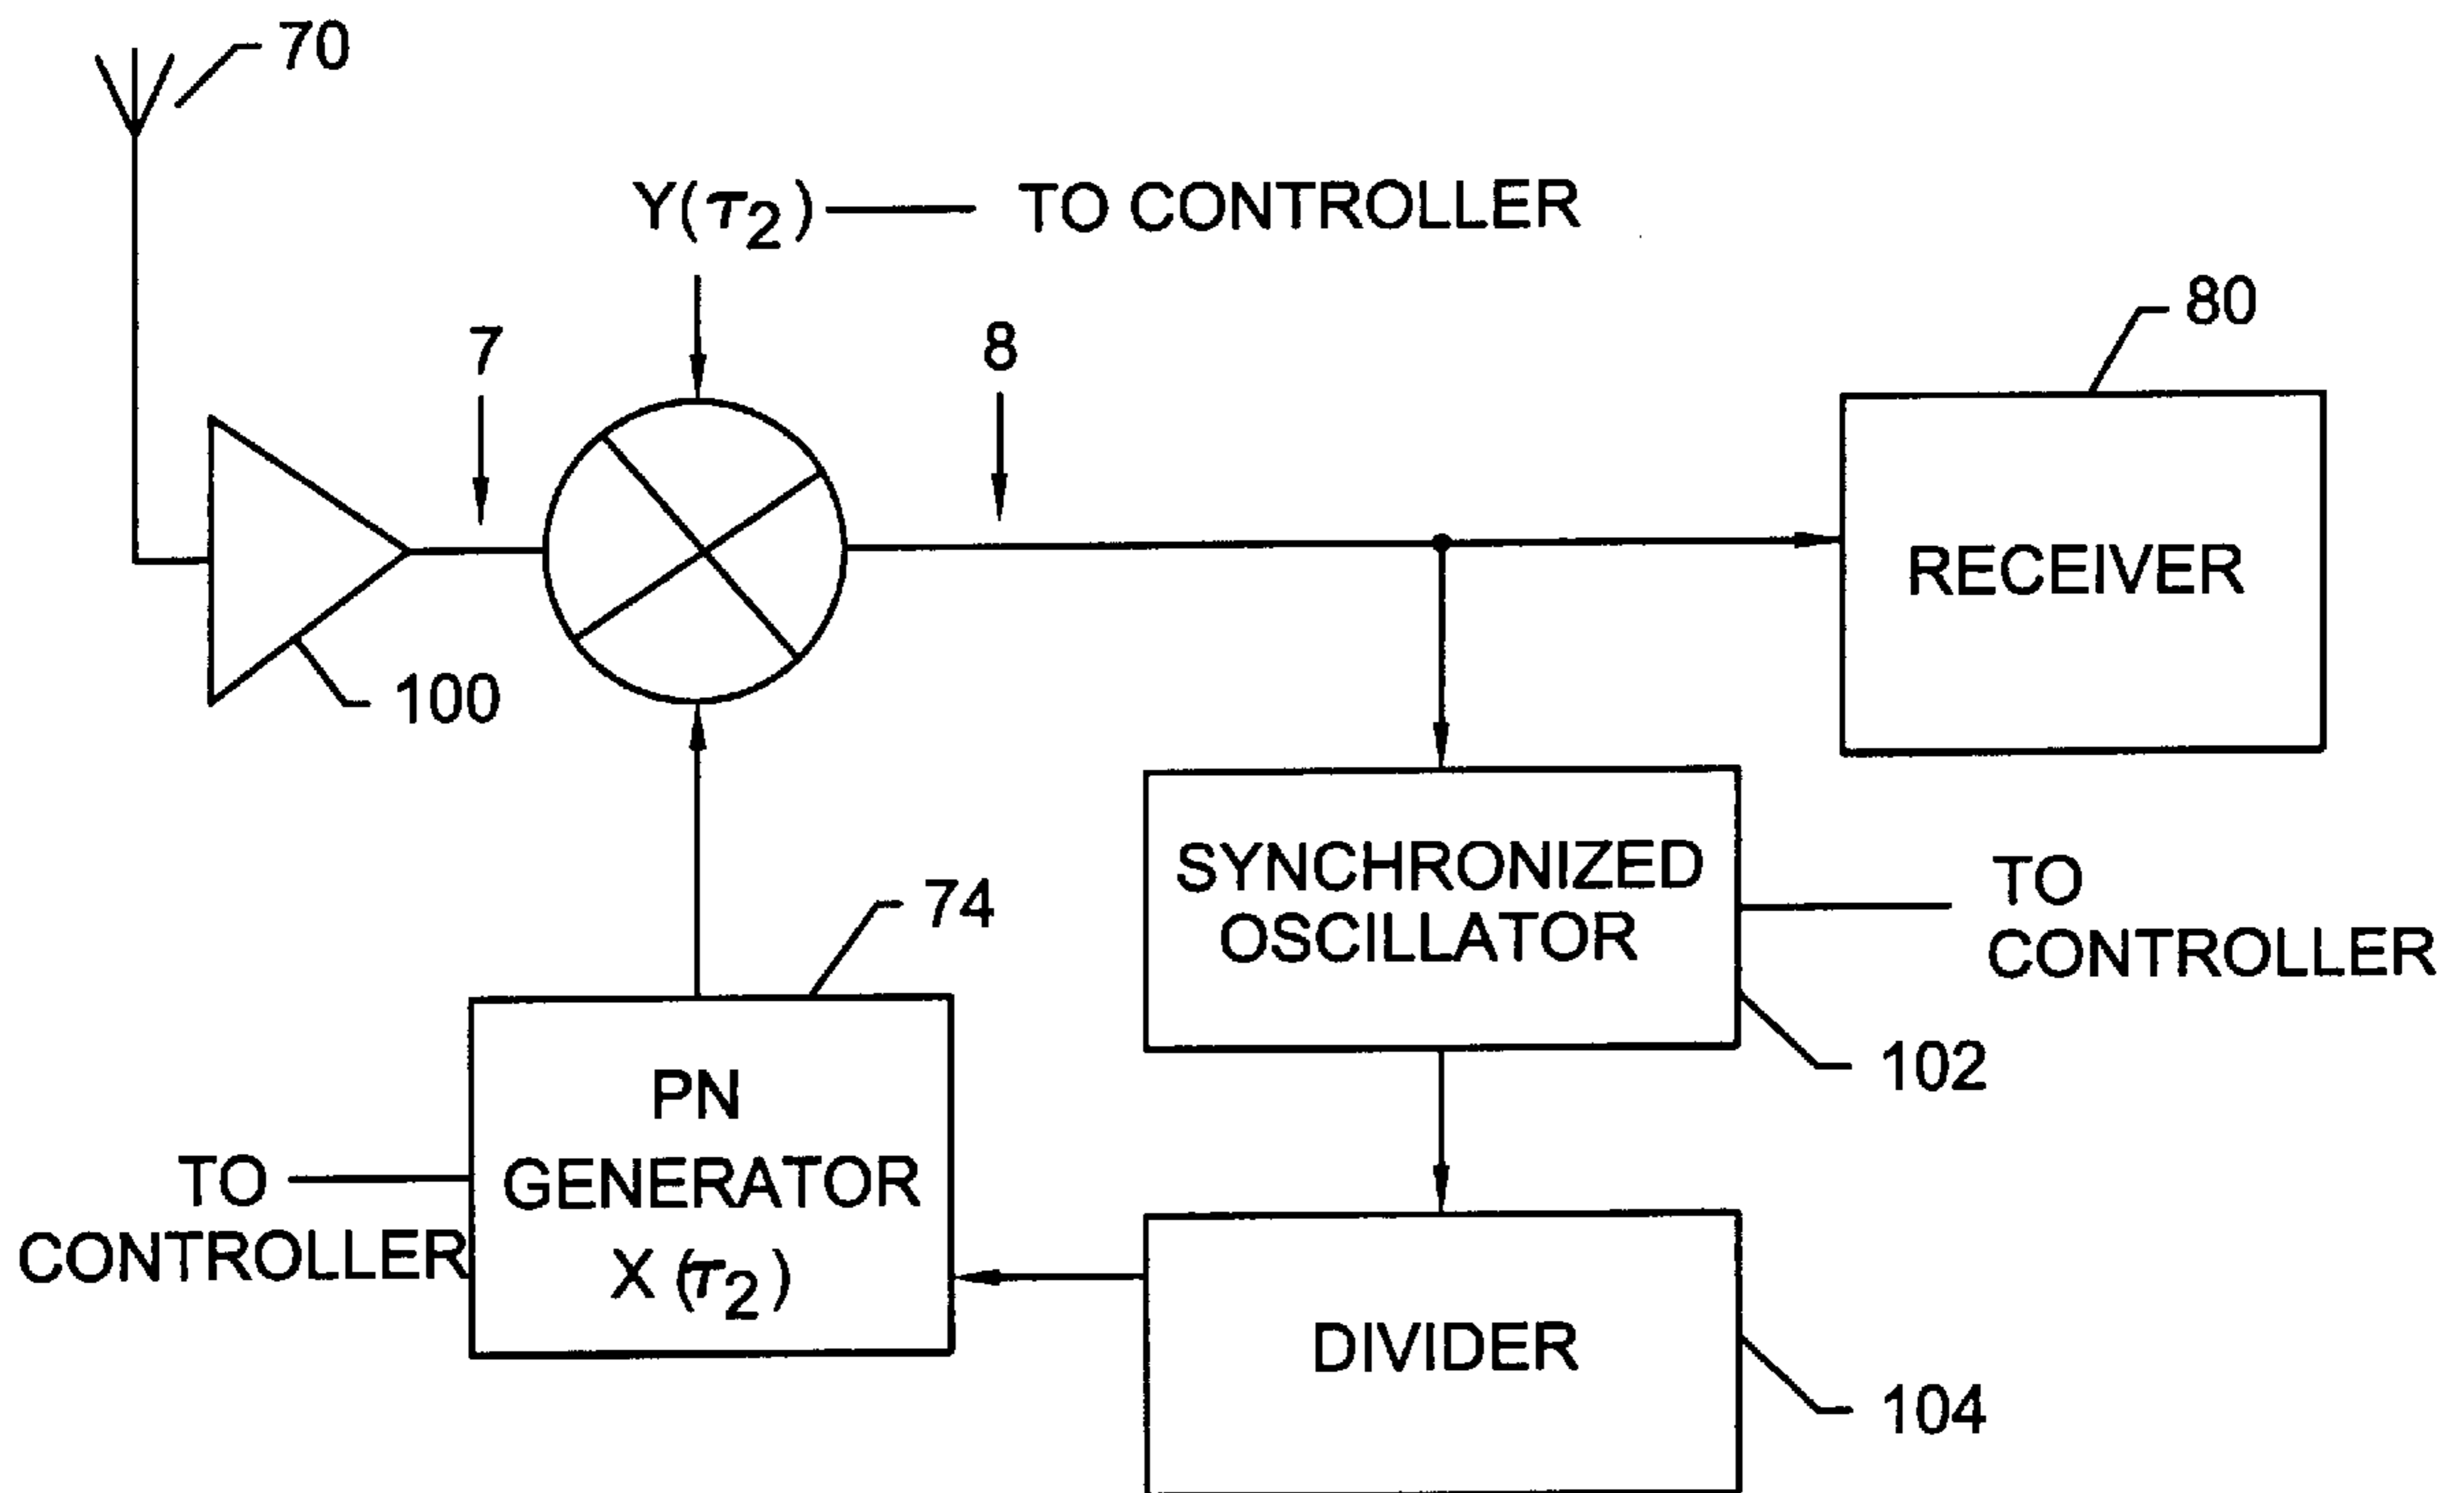 70
Y(τ2) TO CONTROLLER
7
8
80
RECEIVER
100
SYNCHRONIZED
OSCILLATOR
TO
CONTROLLER
74
102
PN
GENERATOR
X (τ2)
TO
CONTROLLER
DIVIDER
104